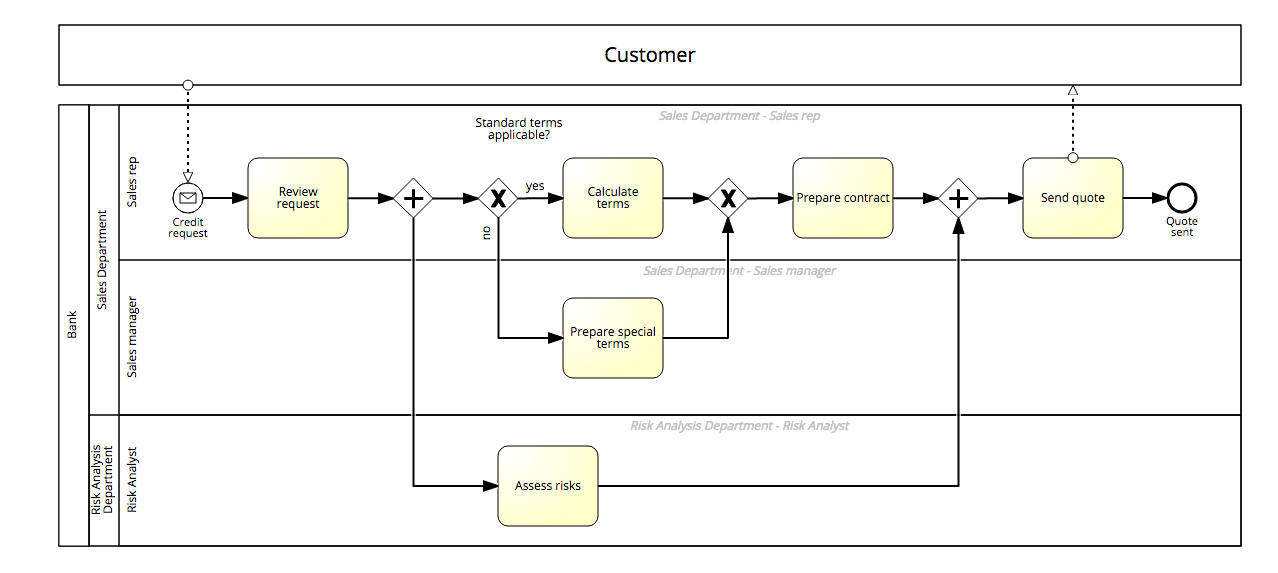 Customer
Bank
Sales Department
Sales rep
Sales Department - Sales rep
Standard terms
applicable?
Credit
request
Review
request
yes
no
Calculate
terms
Prepare contract
Send quote
Quote
sent
Sales manager
Sales Department - Sales manager
Prepare special
terms
Risk Analysis
Department
Risk Analyst
Risk Analysis Department - Risk Analyst
Assess risks